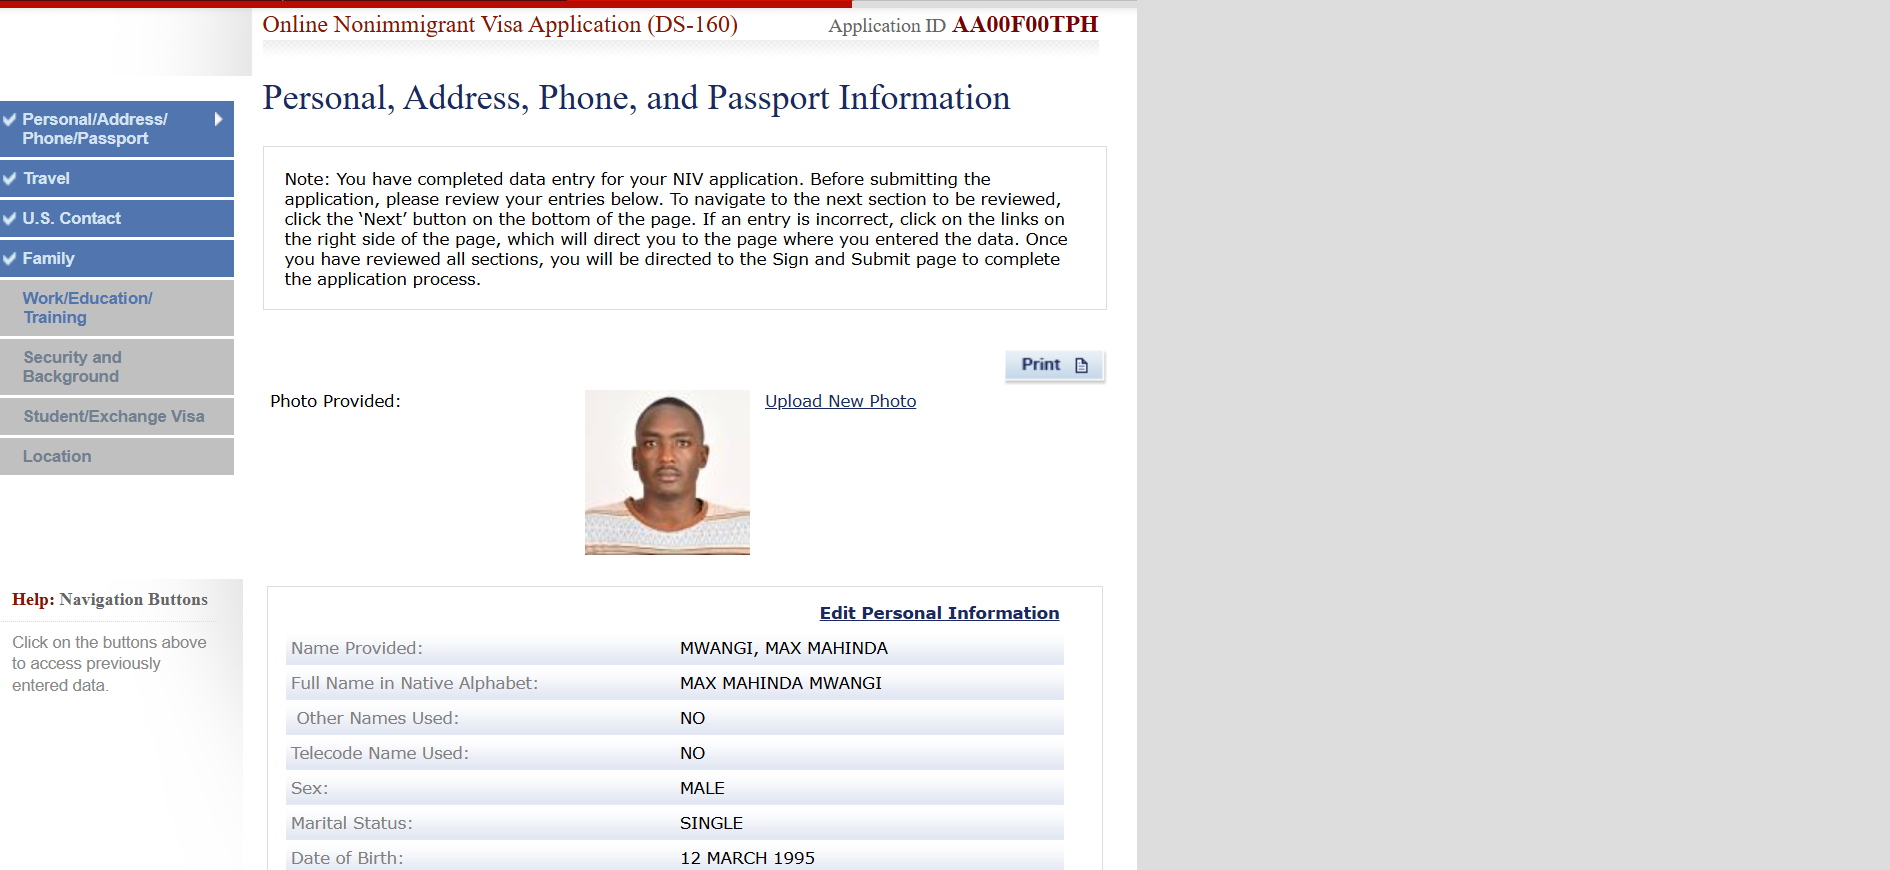 Online Nonimmigrant Visa Application (DS-160)
Application ID AA00F00TPH
Personal, Address, Phone, and Passport Information
Personal/Address/
Phone/Passport
Travel
U.S. Contact
Family
Work/Education/
Training
Security and
Background
Student/Exchange Visa
Location
Help: Navigation Buttons
Click on the buttons above
to access previously
entered data.
Note: You have completed data entry for your NIV application. Before submitting the
application, please review your entries below. To navigate to the next section to be reviewed,
click the ‘Next’ button on the bottom of the page. If an entry is incorrect, click on the links on
the right side of the page, which will direct you to the page where you entered the data. Once
you have reviewed all sections, you will be directed to the Sign and Submit page to complete
the application process.
Print
Photo Provided:
Upload New Photo
Edit Personal Information
Name Provided: MWANGI, MAX MAHINDA
Full Name in Native Alphabet: MAX MAHINDA MWANGI
Other Names Used: NO
Telecode Name Used: NO
Sex: MALE
Marital Status: SINGLE
Date of Birth: 12 MARCH 1995